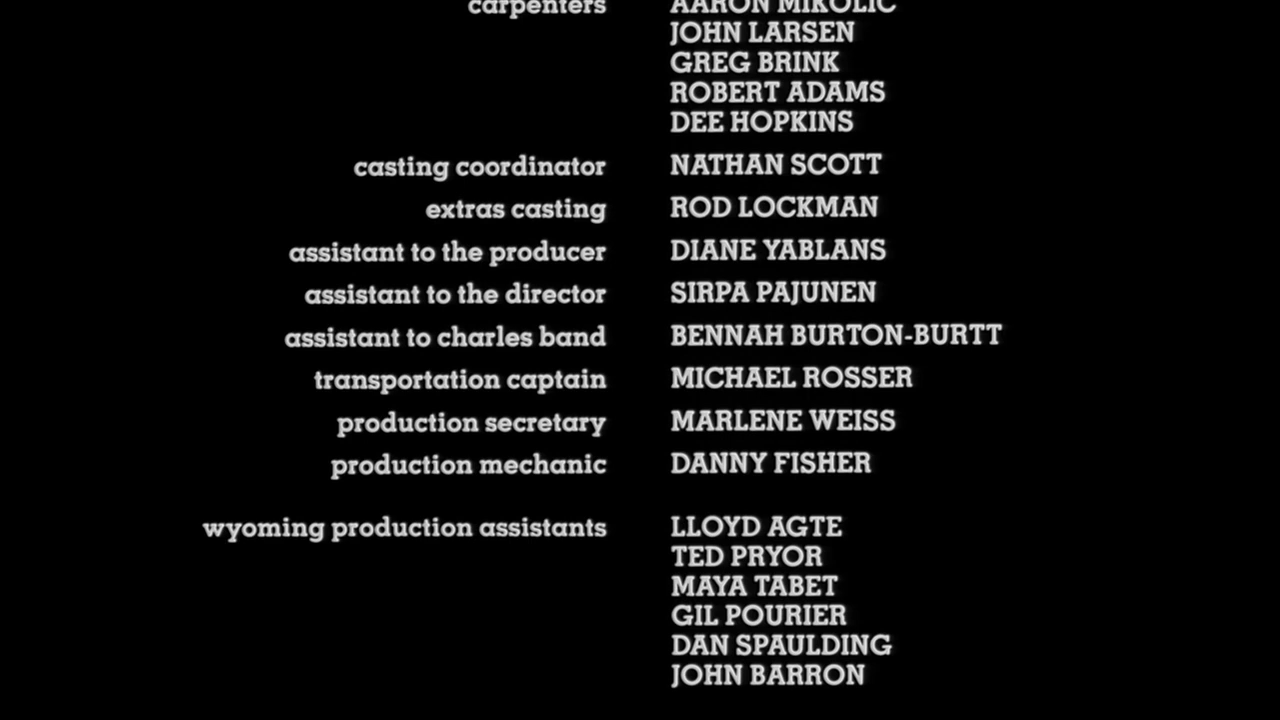 carpenters AARON MIKOLIC
JOHN LARSEN
GREG BRINK
ROBERT ADAMS
DEE HOPKINS
casting coordinator NATHAN SCOTT
extras casting ROD LOCKMAN
assistant to the producer DIANE YABLANS
assistant to the director SIRPA PAJUNEN
assistant to charles band BENNAH BURTON-BURTT
transportation captain MICHAEL ROSSER
production secretary MARLENE WEISS
production mechanic DANNY FISHER
wyoming production assistants LLOYD AGTE
TED PRYOR
MAYA TABET
GIL POURIER
DAN SPAULDING
JOHN BARRON